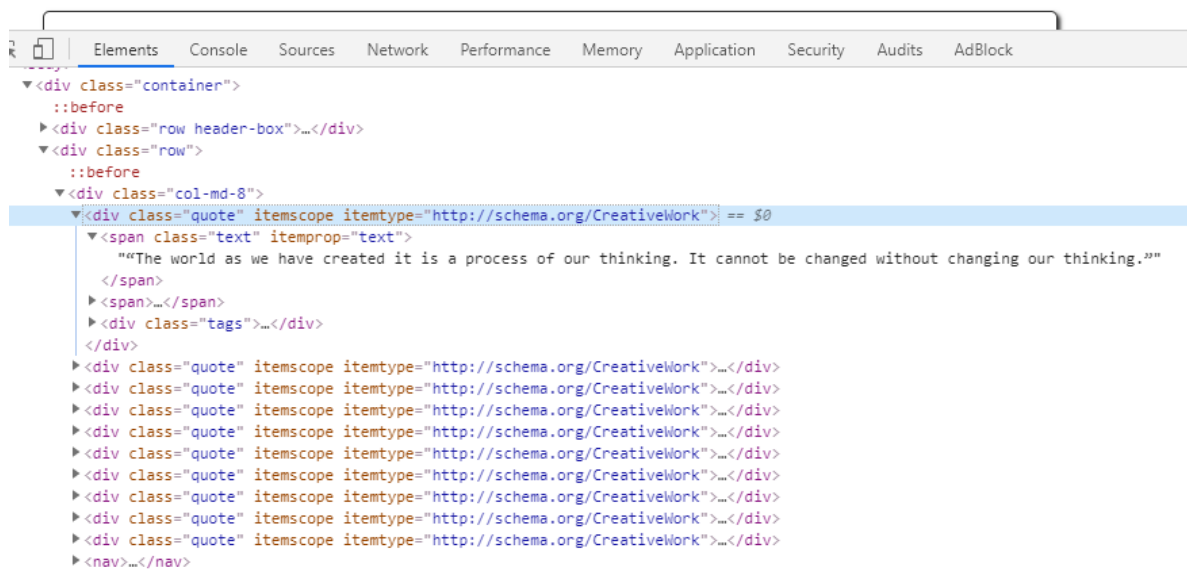 Elements Console Sources Network Performance Memory Application Security Audits AdBlock
<div class="container">
::before
<div class="row header-box">…</div>
<div class="row">
::before
<div class="col-md-8">
<div class="quote" itemscope itemtype="http://schema.org/CreativeWork"> == $0
<span class="text" itemprop="text">
"“The world as we have created it is a process of our thinking. It cannot be changed without changing our thinking.”"
</span>
<span>…</span>
<div class="tags">…</div>
</div>
<div class="quote" itemscope itemtype="http://schema.org/CreativeWork">…</div>
<div class="quote" itemscope itemtype="http://schema.org/CreativeWork">…</div>
<div class="quote" itemscope itemtype="http://schema.org/CreativeWork">…</div>
<div class="quote" itemscope itemtype="http://schema.org/CreativeWork">…</div>
<div class="quote" itemscope itemtype="http://schema.org/CreativeWork">…</div>
<div class="quote" itemscope itemtype="http://schema.org/CreativeWork">…</div>
<div class="quote" itemscope itemtype="http://schema.org/CreativeWork">…</div>
<div class="quote" itemscope itemtype="http://schema.org/CreativeWork">…</div>
<div class="quote" itemscope itemtype="http://schema.org/CreativeWork">…</div>
<nav>…</nav>